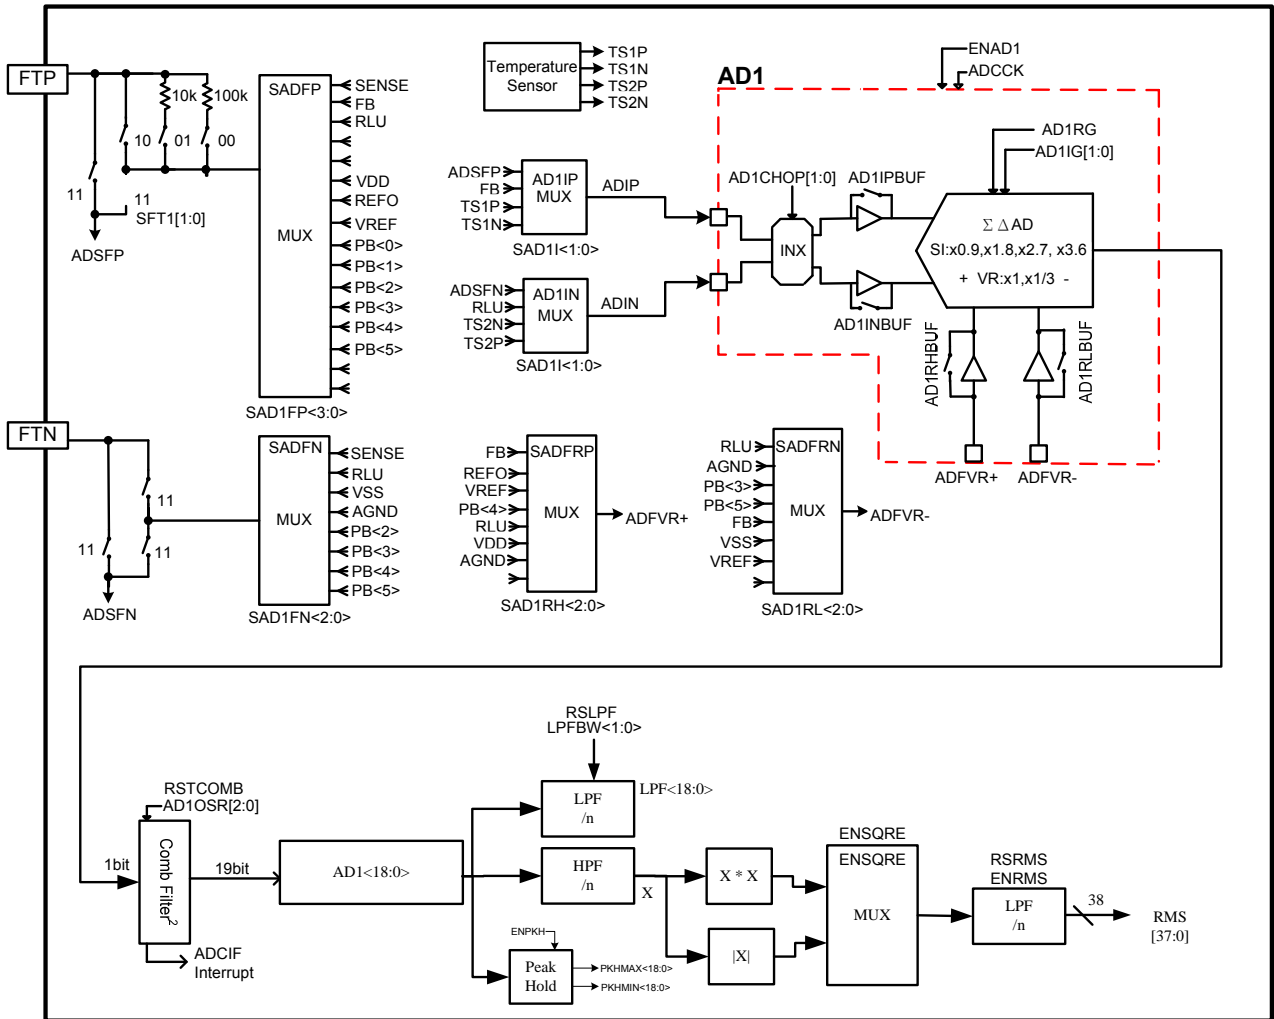 FTP
10k
100k
10
01
00
11
11
SFT1[1:0]
ADSFP
SADFP
MUX
SENSE
FB
RLU
VDD
REFO
VREF
PB<0>
PB<1>
PB<2>
PB<3>
PB<4>
PB<5>
SAD1FP<3:0>
Temperature
Sensor
TS1P
TS1N
TS2P
TS2N
ADSFP
FB
TS1P
TS1N
AD1IP
MUX
ADIP
SAD1I<1:0>
ADSFN
RLU
TS2N
TS2P
AD1IN
MUX
ADIN
SAD1I<1:0>
AD1
ENAD1
ADCCK
AD1RG
AD1IG[1:0]
AD1CHOP[1:0]
AD1IPBUF
INX
AD1INBUF
Σ Δ AD
SI:x0.9,x1.8,x2.7, x3.6
+ VR:x1,x1/3 -
AD1RHBUF
AD1RLBUF
ADFVR+
ADFVR-
FTN
11
11
11
ADSFN
SADFN
MUX
SENSE
RLU
VSS
AGND
PB<2>
PB<3>
PB<4>
PB<5>
SAD1FN<2:0>
FB
REFO
VREF
PB<4>
RLU
VDD
AGND
SADFRP
MUX
ADFVR+
SAD1RH<2:0>
RLU
AGND
PB<3>
PB<5>
FB
VSS
VREF
SADFRN
MUX
ADFVR-
SAD1RL<2:0>
RSLPF
LPFBW<1:0>
LPF
/n
LPF<18:0>
RSTCOMB
AD1OSR[2:0]
1bit
Comb Filter2
19bit
ADCIF
Interrupt
AD1<18:0>
HPF
/n
X
X * X
|X|
ENPKH
Peak
Hold
PKHMAX<18:0>
PKHMIN<18:0>
ENSQRE
ENSQRE
MUX
RSRMS
ENRMS
LPF
/n
38
RMS
[37:0]